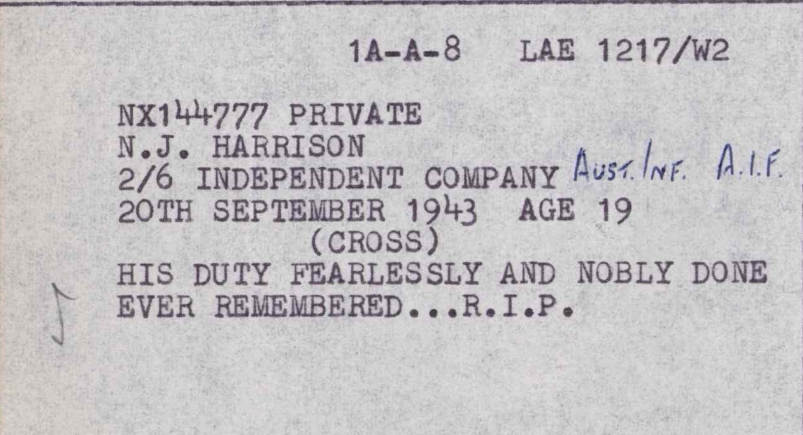 1A-A-8 LAE 1217/W2
NX144777 PRIVATE
N.J. HARRISON
2/6 INDEPENDENT COMPANY AUST. INF. A.I.F.
20TH SEPTEMBER 1943 AGE 19
(CROSS)
HIS DUTY FEARLESSLY AND NOBLY DONE
EVER REMEMBERED...R.I.P.